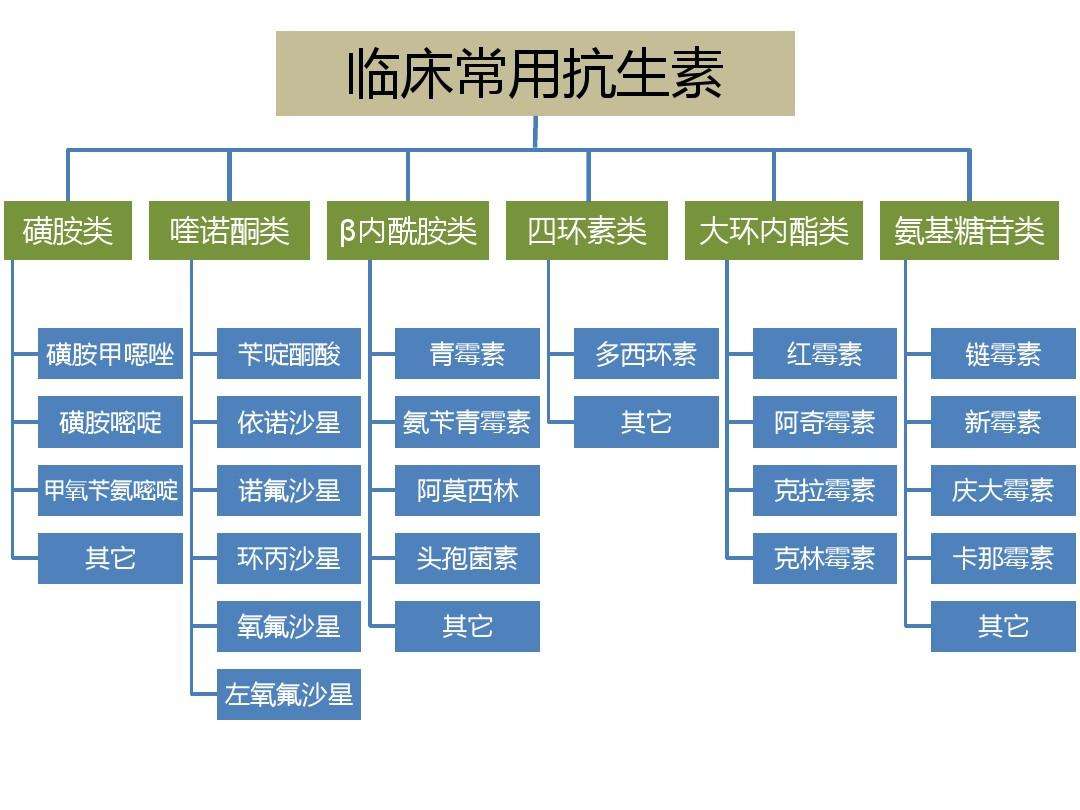 临床常用抗生素
磺胺类
喹诺酮类
β内酰胺类
四环素类
大环内酯类
氨基糖苷类
磺胺甲噁唑
磺胺嘧啶
甲氧苄氨嘧啶
其它
苄啶酮酸
依诺沙星
诺氟沙星
环丙沙星
氧氟沙星
左氧氟沙星
青霉素
氨苄青霉素
阿莫西林
头孢菌素
其它
多西环素
其它
红霉素
阿奇霉素
克拉霉素
克林霉素
链霉素
新霉素
庆大霉素
卡那霉素
其它